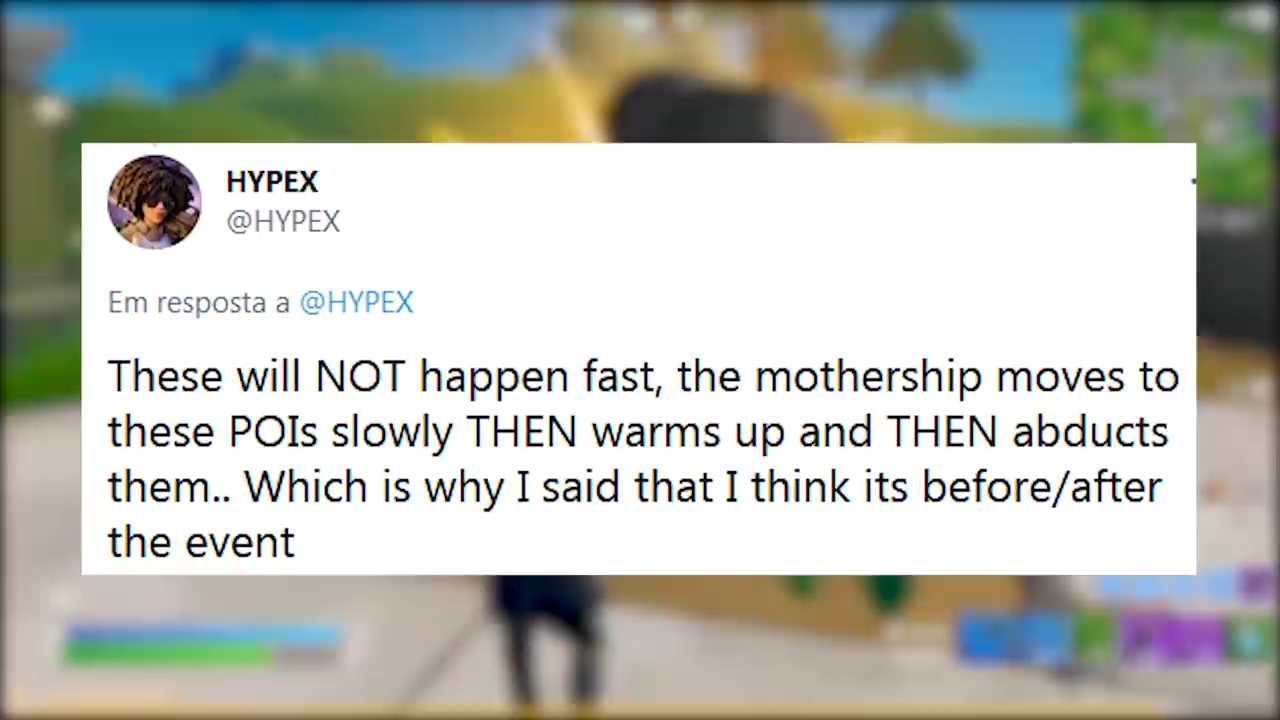 HYPEX
@HYPEX
Em resposta a @HYPEX
These will NOT happen fast, the mothership moves to
these POIs slowly THEN warms up and THEN abducts
them.. Which is why I said that I think its before/after
the event